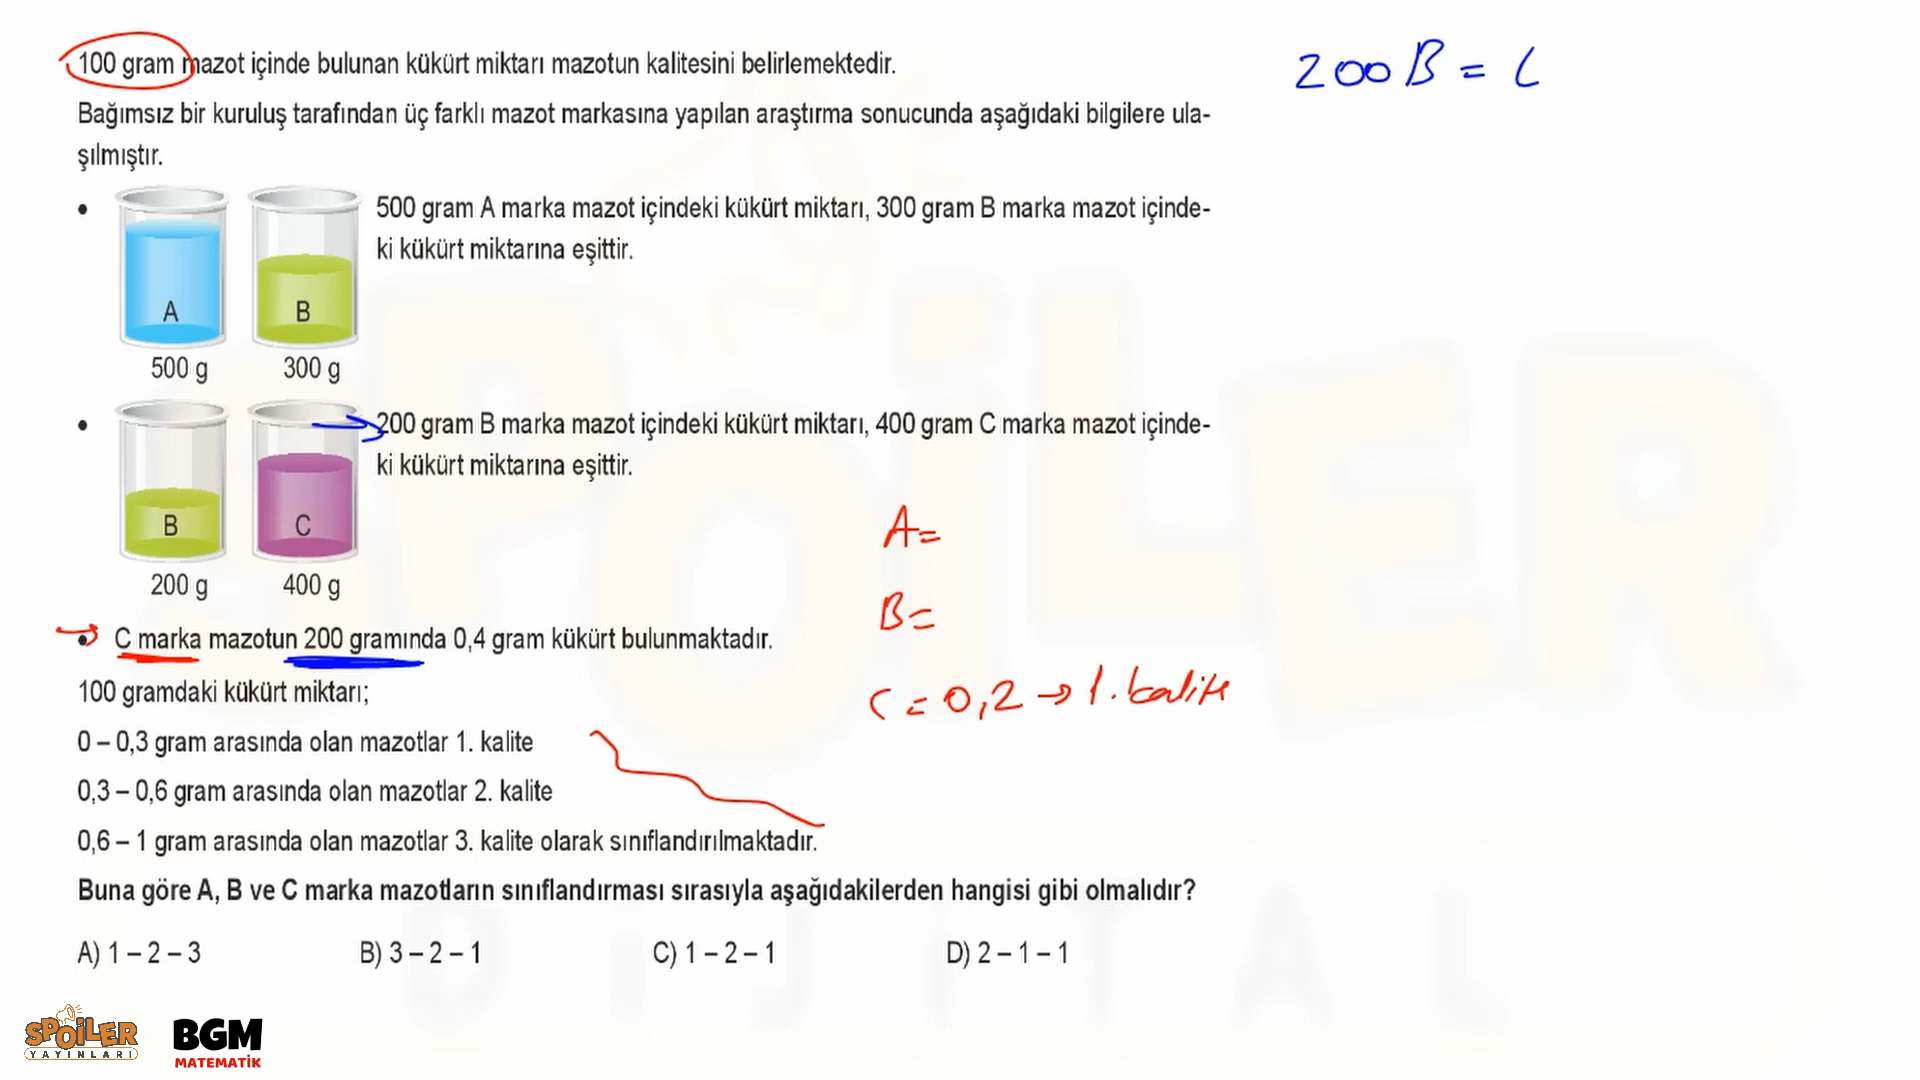 100 gram mazot içinde bulunan kükürt miktarı mazotun kalitesini belirlemektedir.
200 B = C
Bağımsız bir kuruluş tarafından üç farklı mazot markasına yapılan araştırma sonucunda aşağıdaki bilgilere ula-
şılmıştır.
• 500 gram A marka mazot içindeki kükürt miktarı, 300 gram B marka mazot içinde-
ki kükürt miktarına eşittir.
A B
500 g 300 g
• 200 gram B marka mazot içindeki kükürt miktarı, 400 gram C marka mazot içinde-
ki kükürt miktarına eşittir.
B C
200 g 400 g
A=
B=
• C marka mazotun 200 gramında 0,4 gram kükürt bulunmaktadır.
C = 0,2 → 1. kalite
100 gramdaki kükürt miktarı;
0 – 0,3 gram arasında olan mazotlar 1. kalite
0,3 – 0,6 gram arasında olan mazotlar 2. kalite
0,6 – 1 gram arasında olan mazotlar 3. kalite olarak sınıflandırılmaktadır.
Buna göre A, B ve C marka mazotların sınıflandırması sırasıyla aşağıdakilerden hangisi gibi olmalıdır?
A) 1 – 2 – 3 B) 3 – 2 – 1 C) 1 – 2 – 1 D) 2 – 1 – 1
SPOİLER
YAYINLARI
BGM
MATEMATİK
SPOİLER
DİJİTAL